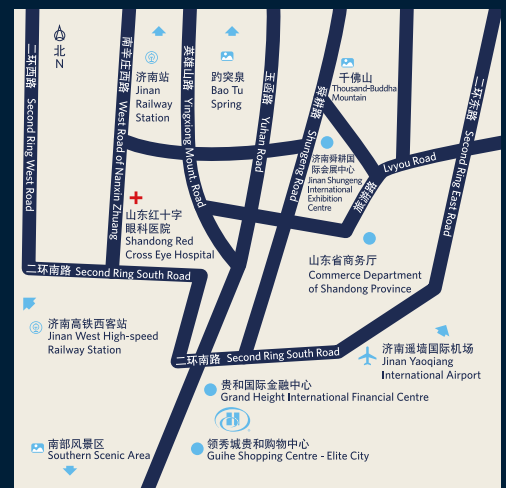 北
N
二环西路 Second Ring West Road
南辛庄西路 West Road of Nanxin Zhuang
济南站
Jinan
Railway
Station
英雄山路 Yingxiong Mount. Road
趵突泉
Bao Tu
Spring
玉函路 Yuhan Road
舜耕路 Shungeng Road
千佛山
Thousand-Buddha
Mountain
二环东路 Second Ring East Road
济南舜耕国
际会展中心
Jinan Shungeng
International
Exhibition
Centre
Lvyou Road
旅游路
山东红十字
眼科医院
Shandong Red
Cross Eye Hospital
山东省商务厅
Commerce Department
of Shandong Province
二环南路 Second Ring South Road
济南高铁西客站
Jinan West High-speed
Railway Station
二环南路 Second Ring South Road
济南遥墙国际机场
Jinan Yaoqiang
International Airport
贵和国际金融中心
Grand Height International Financial Centre
H
南部风景区
Southern Scenic Area
领秀城贵和购物中心
Guihe Shopping Centre - Elite City